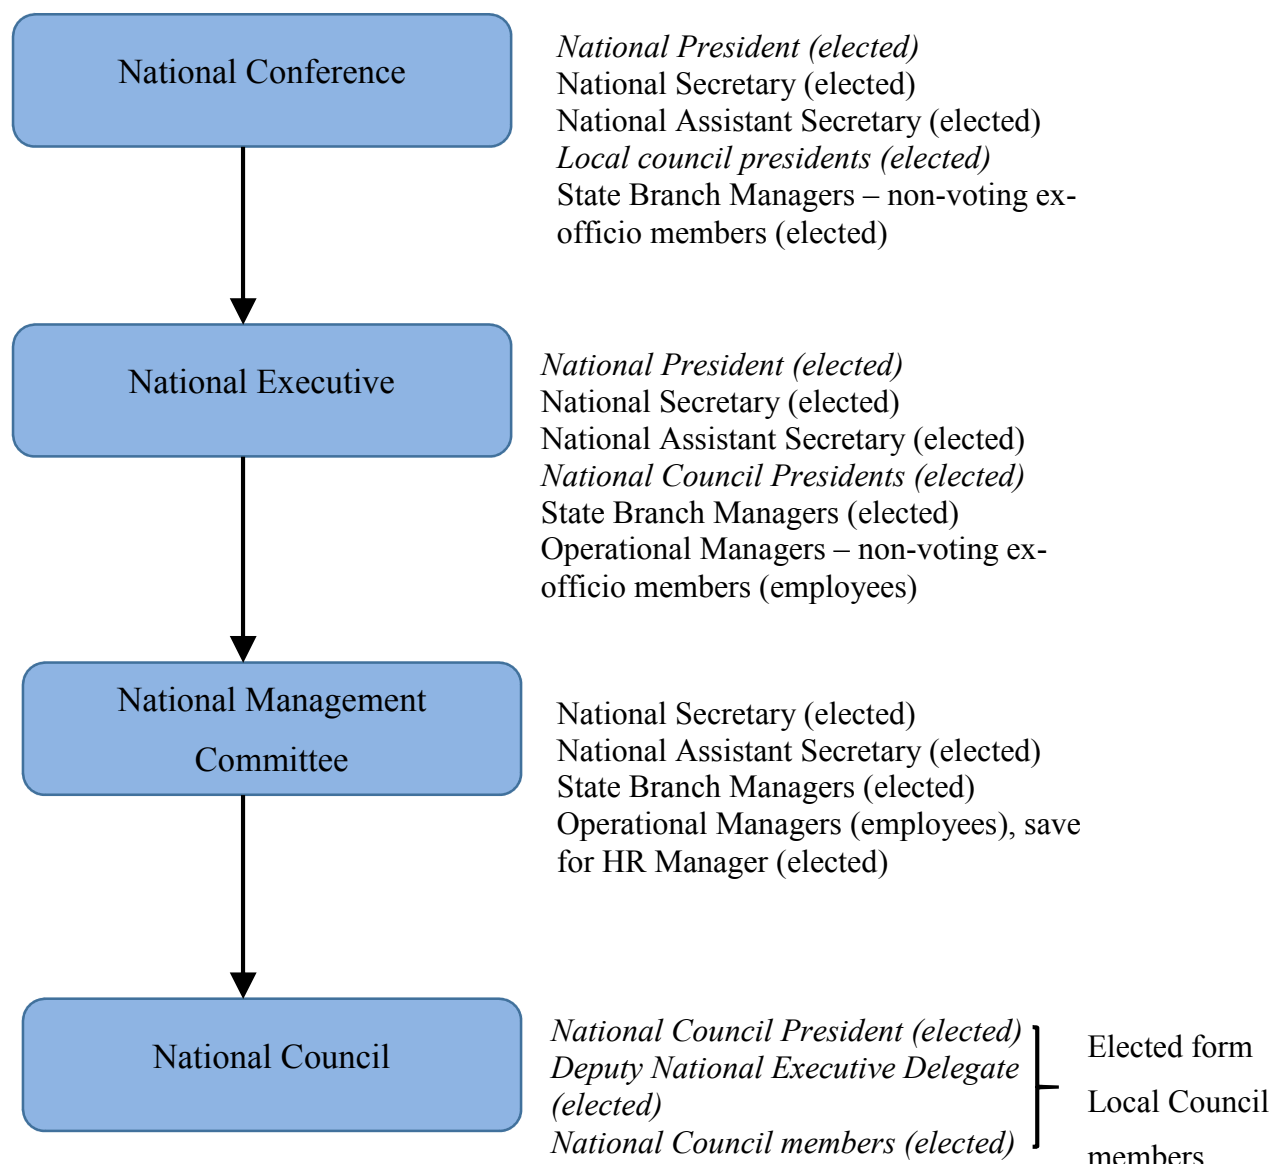 National Conference
National President (elected)
National Secretary (elected)
National Assistant Secretary (elected)
Local council presidents (elected)
State Branch Managers – non-voting ex-
officio members (elected)
National Executive
National President (elected)
National Secretary (elected)
National Assistant Secretary (elected)
National Council Presidents (elected)
State Branch Managers (elected)
Operational Managers – non-voting ex-
officio members (employees)
National Management
Committee
National Secretary (elected)
National Assistant Secretary (elected)
State Branch Managers (elected)
Operational Managers (employees), save
for HR Manager (elected)
National Council
National Council President (elected)
Deputy National Executive Delegate
(elected)
National Council members (elected)
Elected form
Local Council
members